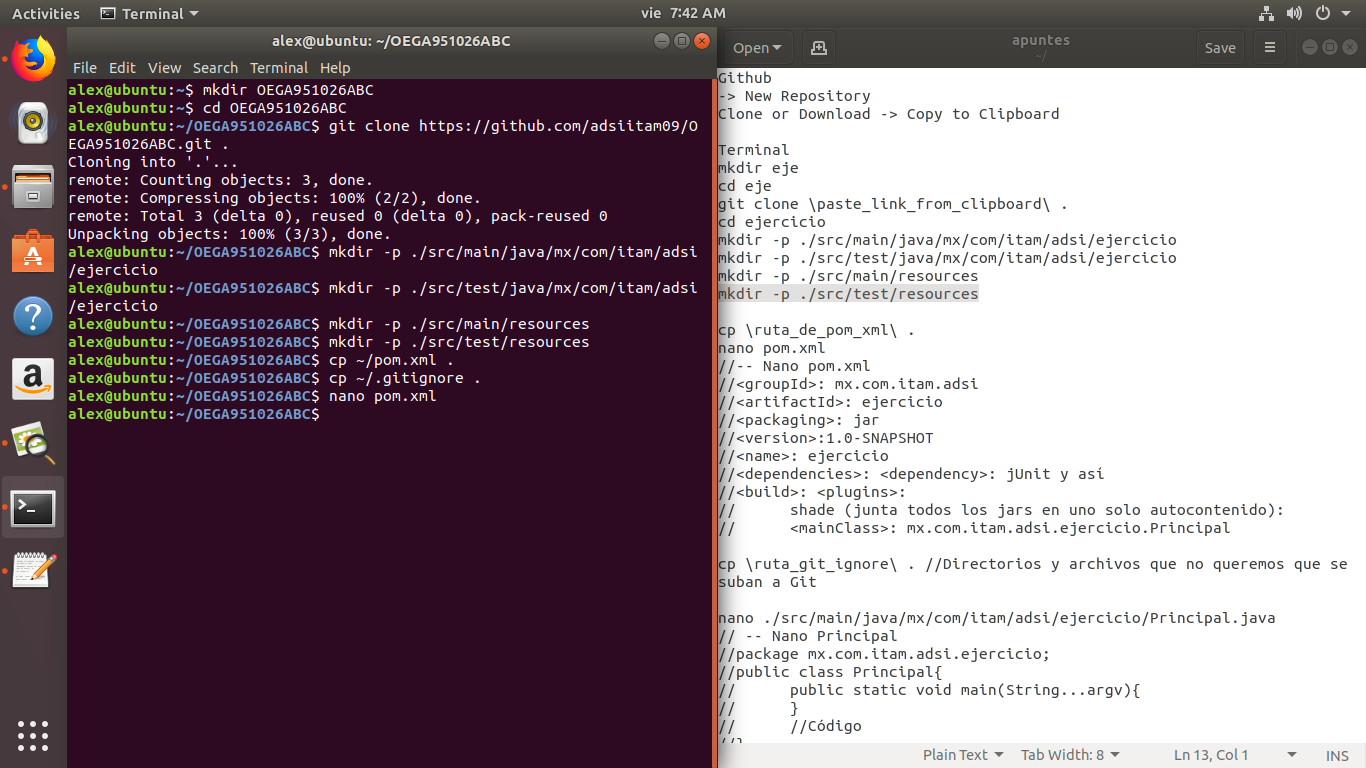 Activities
Terminal
vie 7:42 AM
alex@ubuntu: ~/OEGA951026ABC
File Edit View Search Terminal Help
alex@ubuntu:~$ mkdir OEGA951026ABC
alex@ubuntu:~$ cd OEGA951026ABC
alex@ubuntu:~/OEGA951026ABC$ git clone https://github.com/adsiitam09/O
EGA951026ABC.git .
Cloning into '.'...
remote: Counting objects: 3, done.
remote: Compressing objects: 100% (2/2), done.
remote: Total 3 (delta 0), reused 0 (delta 0), pack-reused 0
Unpacking objects: 100% (3/3), done.
alex@ubuntu:~/OEGA951026ABC$ mkdir -p ./src/main/java/mx/com/itam/adsi
/ejercicio
alex@ubuntu:~/OEGA951026ABC$ mkdir -p ./src/test/java/mx/com/itam/adsi
/ejercicio
alex@ubuntu:~/OEGA951026ABC$ mkdir -p ./src/main/resources
alex@ubuntu:~/OEGA951026ABC$ mkdir -p ./src/test/resources
alex@ubuntu:~/OEGA951026ABC$ cp ~/pom.xml .
alex@ubuntu:~/OEGA951026ABC$ cp ~/.gitignore .
alex@ubuntu:~/OEGA951026ABC$ nano pom.xml
alex@ubuntu:~/OEGA951026ABC$
Open
apuntes
~/
Save
Github
-> New Repository
Clone or Download -> Copy to Clipboard
Terminal
mkdir eje
cd eje
git clone \paste_link_from_clipboard\ .
cd ejercicio
mkdir -p ./src/main/java/mx/com/itam/adsi/ejercicio
mkdir -p ./src/test/java/mx/com/itam/adsi/ejercicio
mkdir -p ./src/main/resources
mkdir -p ./src/test/resources
cp \ruta_de_pom_xml\ .
nano pom.xml
//-- Nano pom.xml
//<groupId>: mx.com.itam.adsi
//<artifactId>: ejercicio
//<packaging>: jar
//<version>:1.0-SNAPSHOT
//<name>: ejercicio
//<dependencies>: <dependency>: jUnit y así
//<build>: <plugins>:
// shade (junta todos los jars en uno solo autocontenido):
// <mainClass>: mx.com.itam.adsi.ejercicio.Principal
cp \ruta_git_ignore\ . //Directorios y archivos que no queremos que se
suban a Git
nano ./src/main/java/mx/com/itam/adsi/ejercicio/Principal.java
// -- Nano Principal
//package mx.com.itam.adsi.ejercicio;
//public class Principal{
// public static void main(String...argv){
// }
// //Código
//}
Plain Text
Tab Width: 8
Ln 13, Col 1
INS